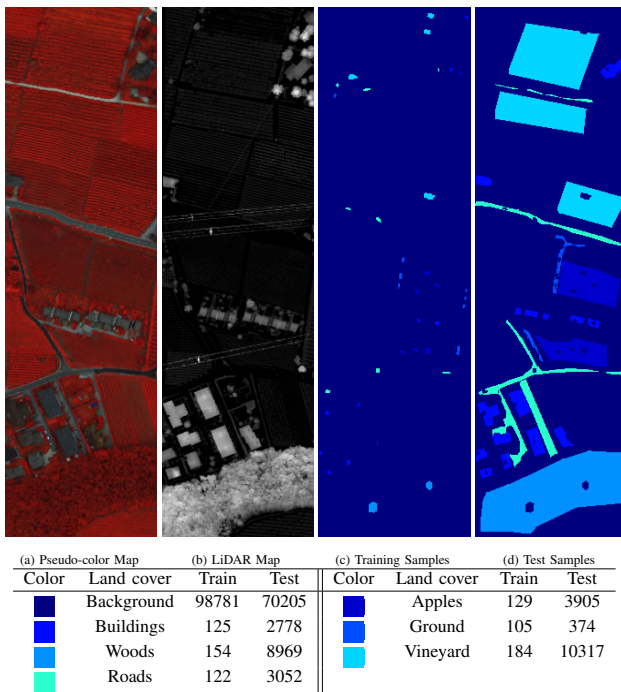 (a) Pseudo-color Map (b) LiDAR Map (c) Training Samples (d) Test Samples
Color Land cover Train Test Color Land cover Train Test
Background 98781 70205 Apples 129 3905
Buildings 125 2778 Ground 105 374
Woods 154 8969 Vineyard 184 10317
Roads 122 3052